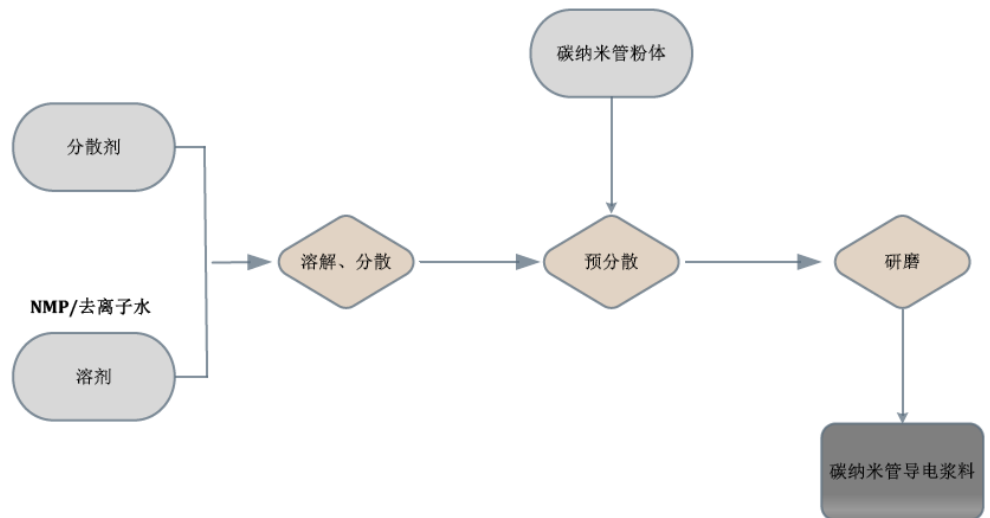 碳纳米管粉体
分散剂
溶解、分散
预分散
研磨
NMP/去离子水
溶剂
碳纳米管导电浆料